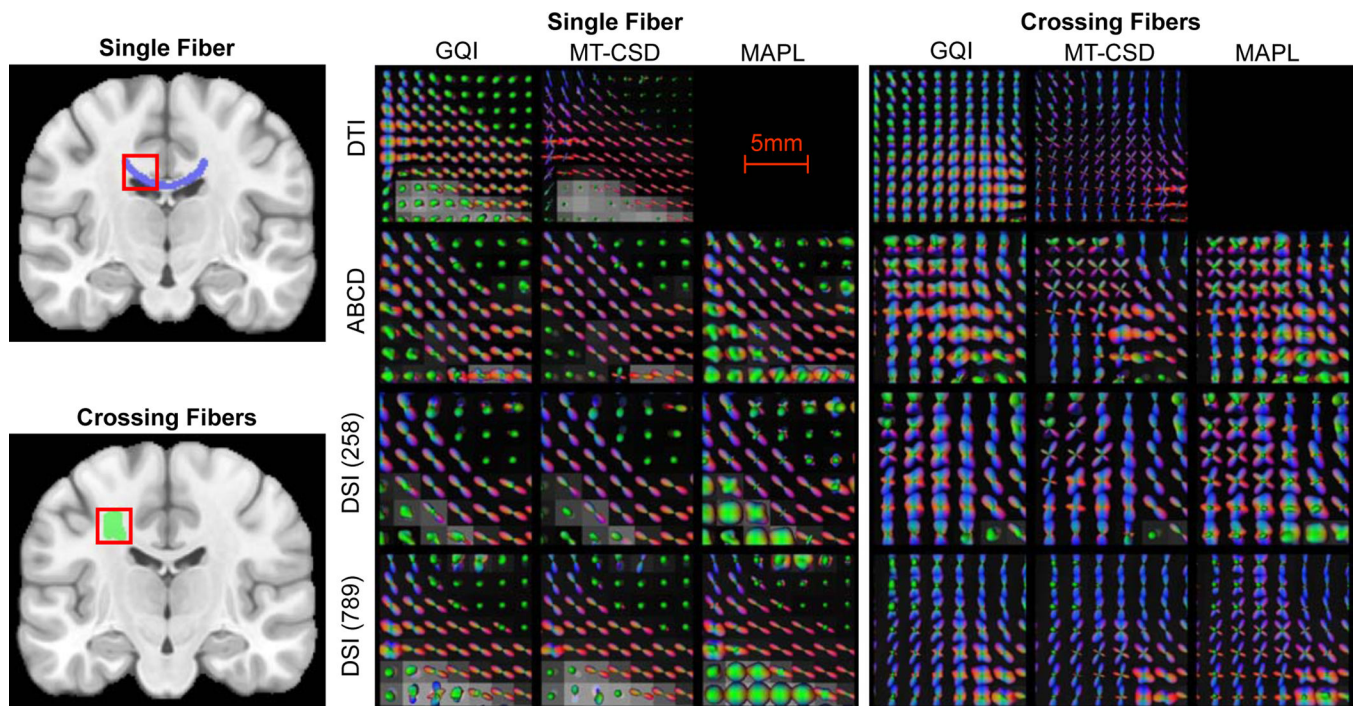 Single Fiber
Crossing Fibers
Single Fiber
GQI
MT-CSD
MAPL
GQI
MT-CSD
MAPL
DTI
5mm
ABCD
Crossing Fibers
DSI (258)
DSI (789)